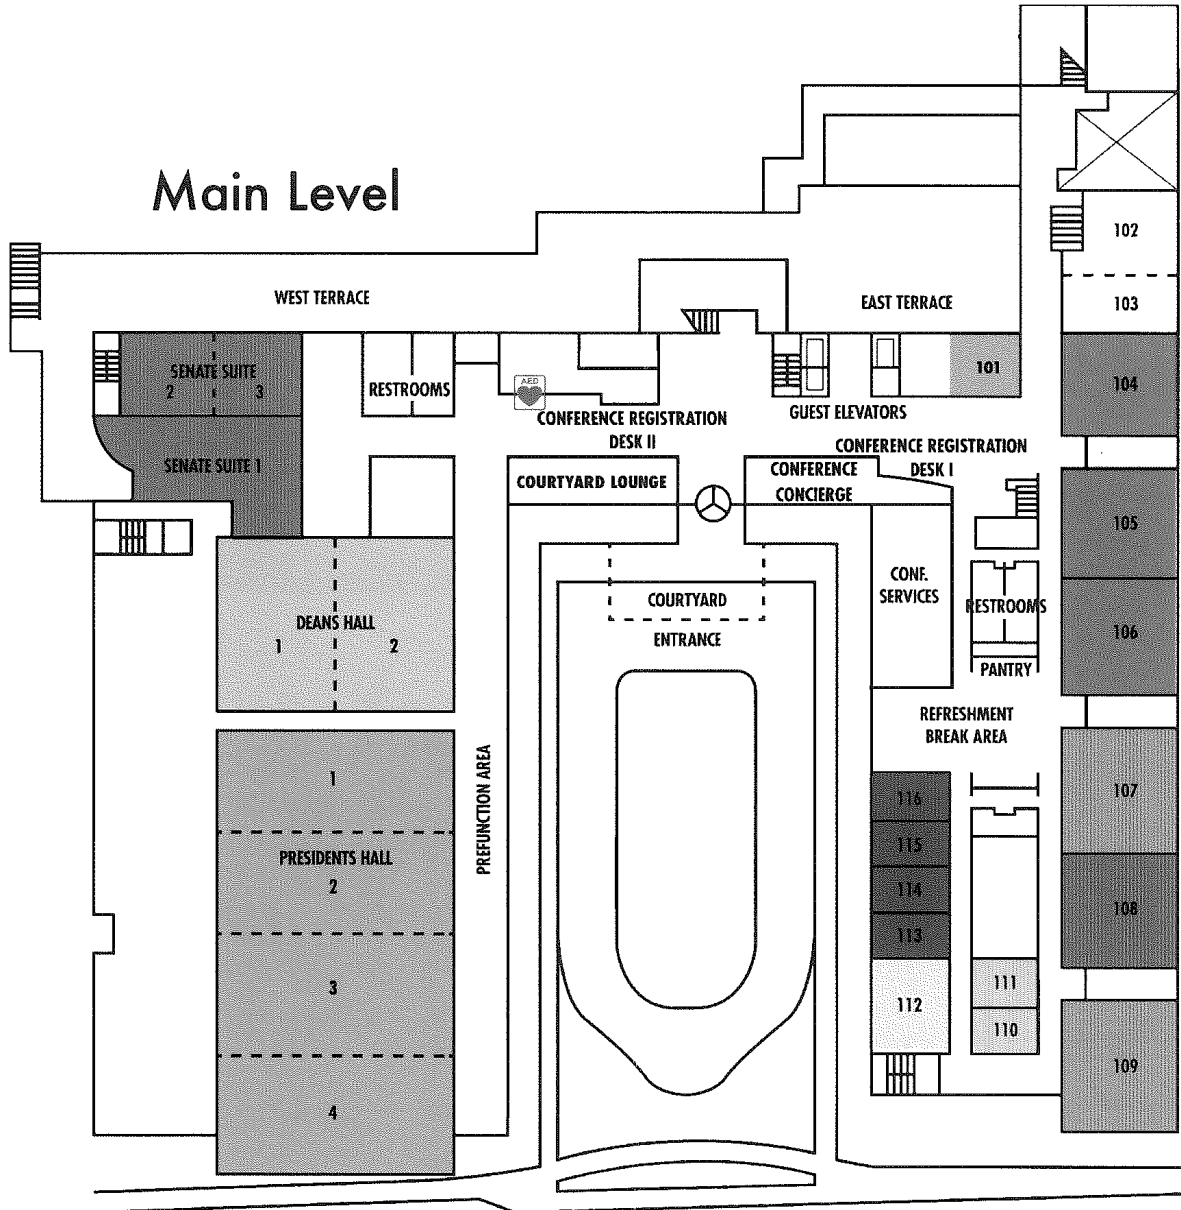 Main Level
102
WEST TERRACE
EAST TERRACE
103
SENATE SUITE
2
3
RESTROOMS
AED
101
104
GUEST ELEVATORS
CONFERENCE REGISTRATION
DESK II
CONFERENCE REGISTRATION
DESK I
SENATE SUITE 1
COURTYARD LOUNGE
CONFERENCE
CONCIERGE
105
CONF.
SERVICES
COURTYARD
ENTRANCE
RESTROOMS
106
DEANS HALL
1
2
PANTRY
REFRESHMENT
BREAK AREA
1
PREFUNCTION AREA
116
107
PRESIDENTS HALL
2
115
114
108
113
3
111
112
110
109
4